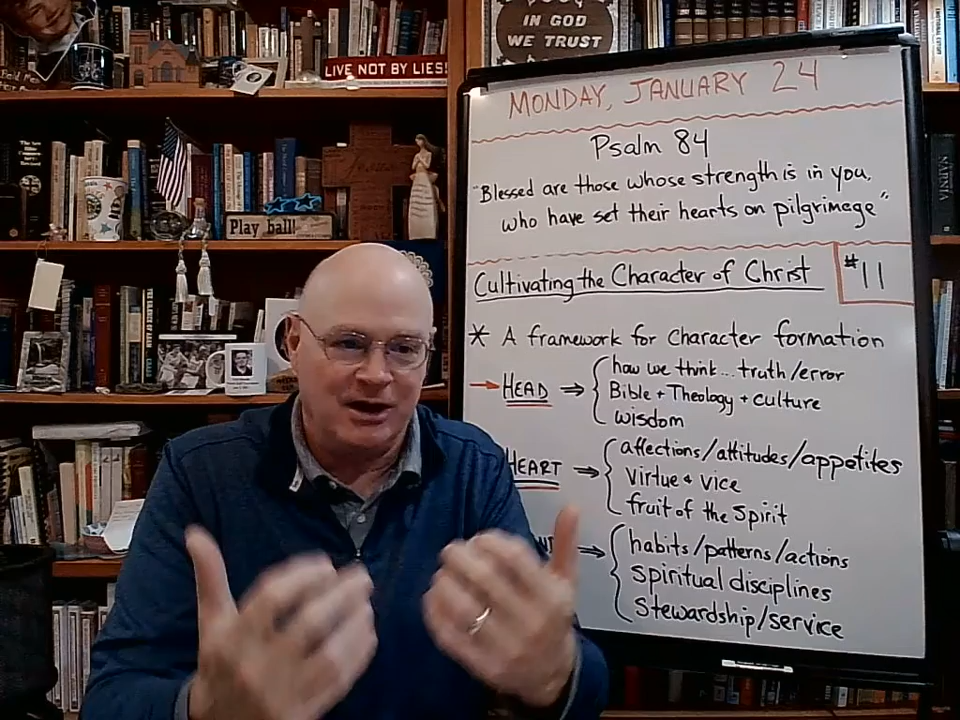 IN GOD
WE TRUST
LIVE NOT BY LIES!
Play ball!
MONDAY, JANUARY 24
Psalm 84
"Blessed are those whose strength is in you,
who have set their hearts on pilgrimage"
Cultivating the Character of Christ
#11
* A framework for Character formation
→ HEAD ⇒ { how we think... truth/error
Bible + Theology + culture
wisdom
HEART ⇒ { affections/attitudes/appetites
virtue & vice
fruit of the Spirit
⇒ { habits/patterns/actions
Spiritual disciplines
Stewardship/service